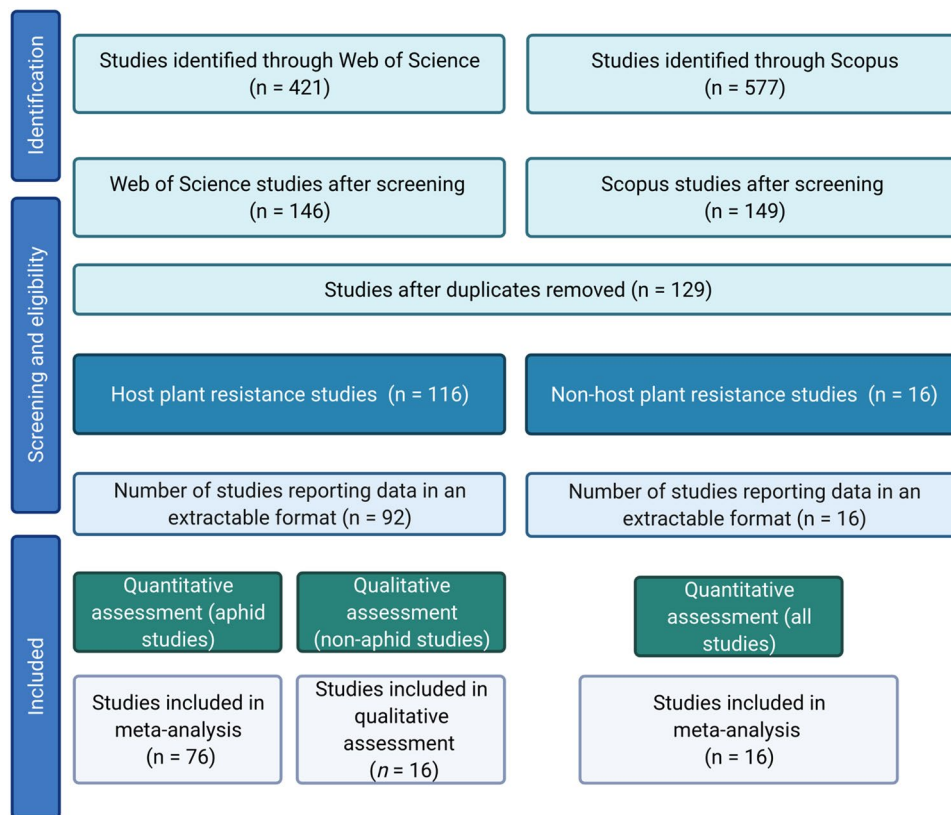 Identification
Studies identified through Web of Science
(n = 421)
Studies identified through Scopus
(n = 577)
Screening and eligibility
Web of Science studies after screening
(n = 146)
Scopus studies after screening
(n = 149)
Studies after duplicates removed (n = 129)
Host plant resistance studies (n = 116)
Non-host plant resistance studies (n = 16)
Number of studies reporting data in an
extractable format (n = 92)
Number of studies reporting data in an
extractable format (n = 16)
Included
Quantitative
assessment (aphid
studies)
Qualitative
assessment
(non-aphid studies)
Quantitative
assessment (all
studies)
Studies included in
meta-analysis
(n = 76)
Studies included in
qualitative
assessment
(n = 16)
Studies included in
meta-analysis
(n = 16)